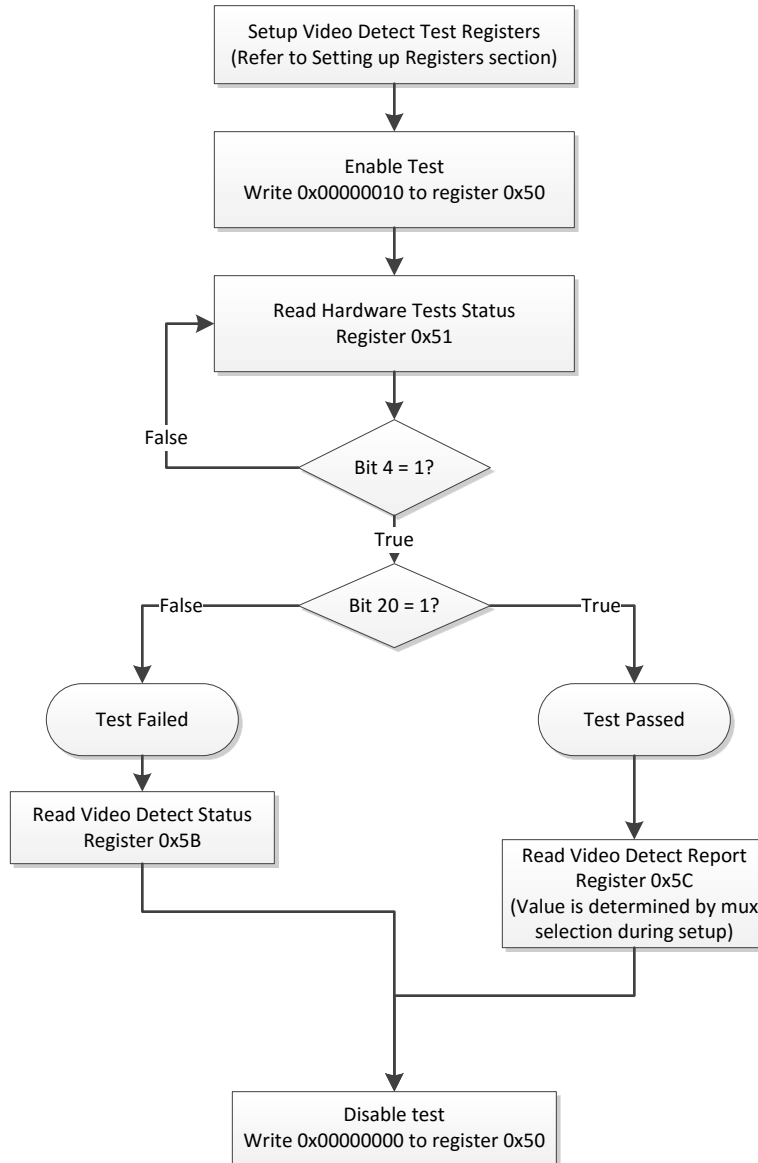 Setup Video Detect Test Registers
(Refer to Setting up Registers section)
Enable Test
Write 0x00000010 to register 0x50
Read Hardware Tests Status
Register 0x51
False
Bit 4 = 1?
True
False
Bit 20 = 1?
True
Test Failed
Test Passed
Read Video Detect Status
Register 0x5B
Read Video Detect Report
Register 0x5C
(Value is determined by mux
selection during setup)
Disable test
Write 0x00000000 to register 0x50